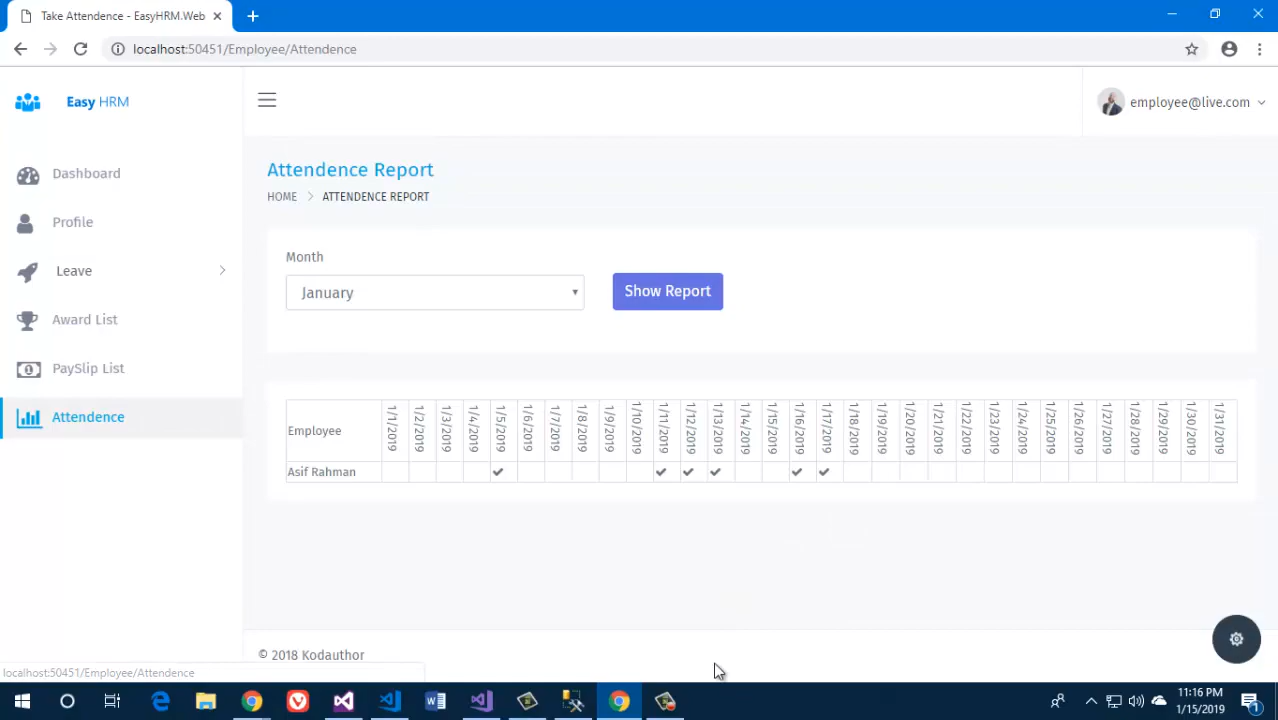 Take Attendence - EasyHRM.Web
localhost:50451/Employee/Attendence
Easy HRM
employee@live.com
Dashboard
Profile
Leave
Award List
PaySlip List
Attendence
Attendence Report
HOME > ATTENDENCE REPORT
Month
January
Show Report
Employee 1/1/2019 1/2/2019 1/3/2019 1/4/2019 1/5/2019 1/6/2019 1/7/2019 1/8/2019 1/9/2019 1/10/2019 1/11/2019 1/12/2019 1/13/2019 1/14/2019 1/15/2019 1/16/2019 1/17/2019 1/18/2019 1/19/2019 1/20/2019 1/21/2019 1/22/2019 1/23/2019 1/24/2019 1/25/2019 1/26/2019 1/27/2019 1/28/2019 1/29/2019 1/30/2019 1/31/2019
Asif Rahman ✔ ✔ ✔ ✔ ✔ ✔
© 2018 Kodauthor
localhost:50451/Employee/Attendence
11:16 PM
1/15/2019
1